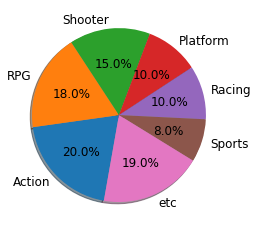 Shooter
Platform
15.0%
10.0%
RPG
18.0%
10.0%
Racing
8.0%
Sports
20.0%
19.0%
Action
etc